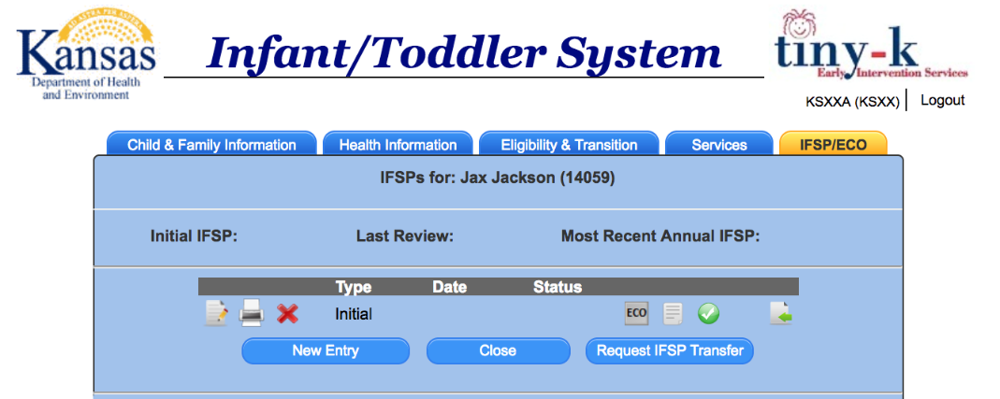 AD ASTRA PER ASPERA
Kansas
Department of Health
and Environment
Infant/Toddler System
tiny-k
Early Intervention Services
KSXXA (KSXX) Logout
Child & Family Information Health Information Eligibility & Transition Services IFSP/ECO
IFSPs for: Jax Jackson (14059)
Initial IFSP: Last Review: Most Recent Annual IFSP:
Type Date Status
Initial ECO
New Entry Close Request IFSP Transfer